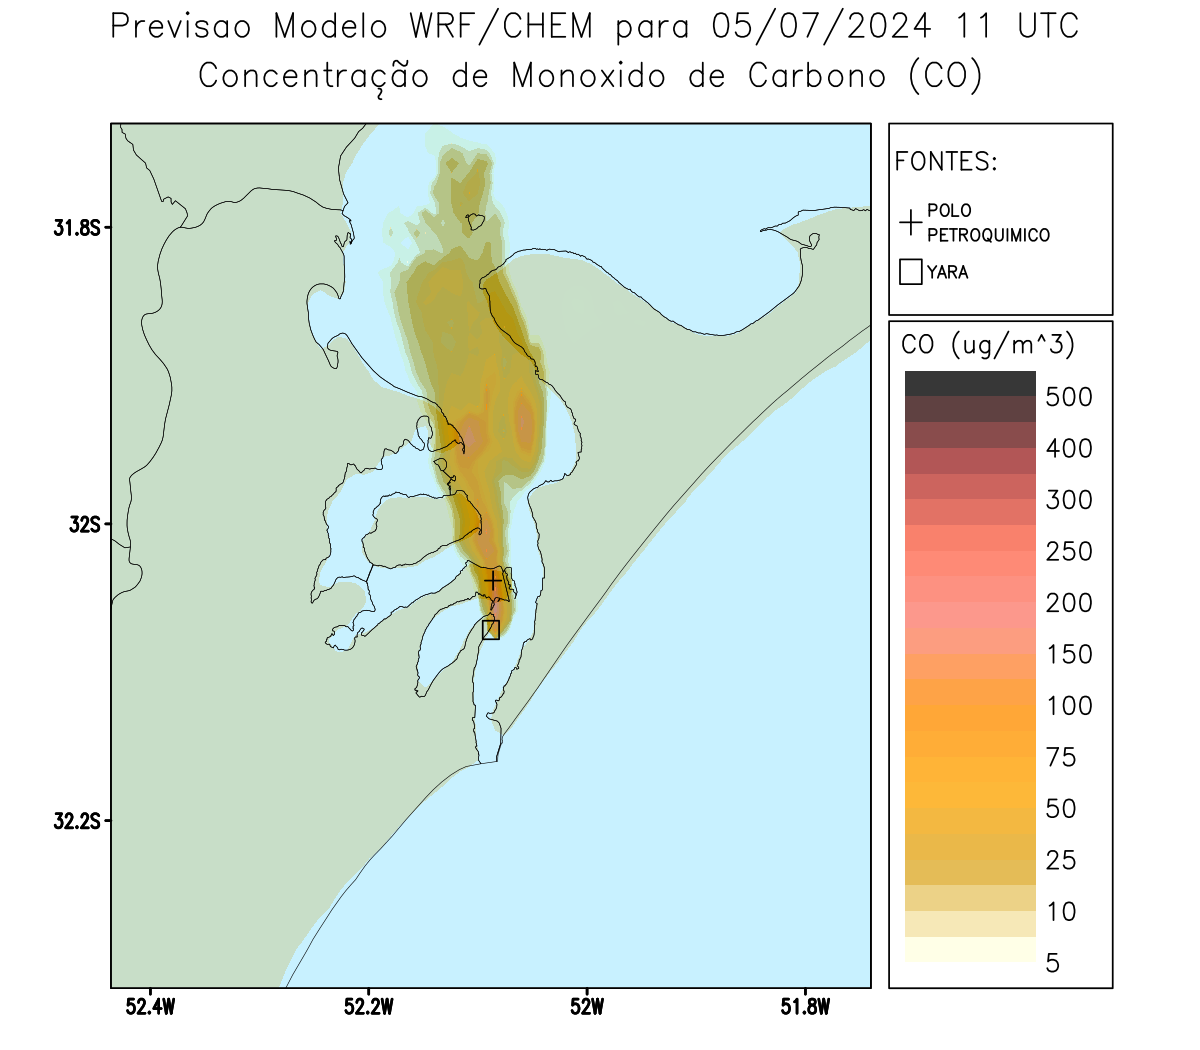 Previsao Modelo WRF/CHEM para 05/07/2024 11 UTC
Concentração de Monoxido de Carbono (CO)
FONTES:
POLO
PETROQUIMICO
YARA
CO (ug/m^3)
500
400
300
250
200
150
100
75
50
25
10
5
31.8S
32S
32.2S
52.4W
52.2W
52W
51.8W